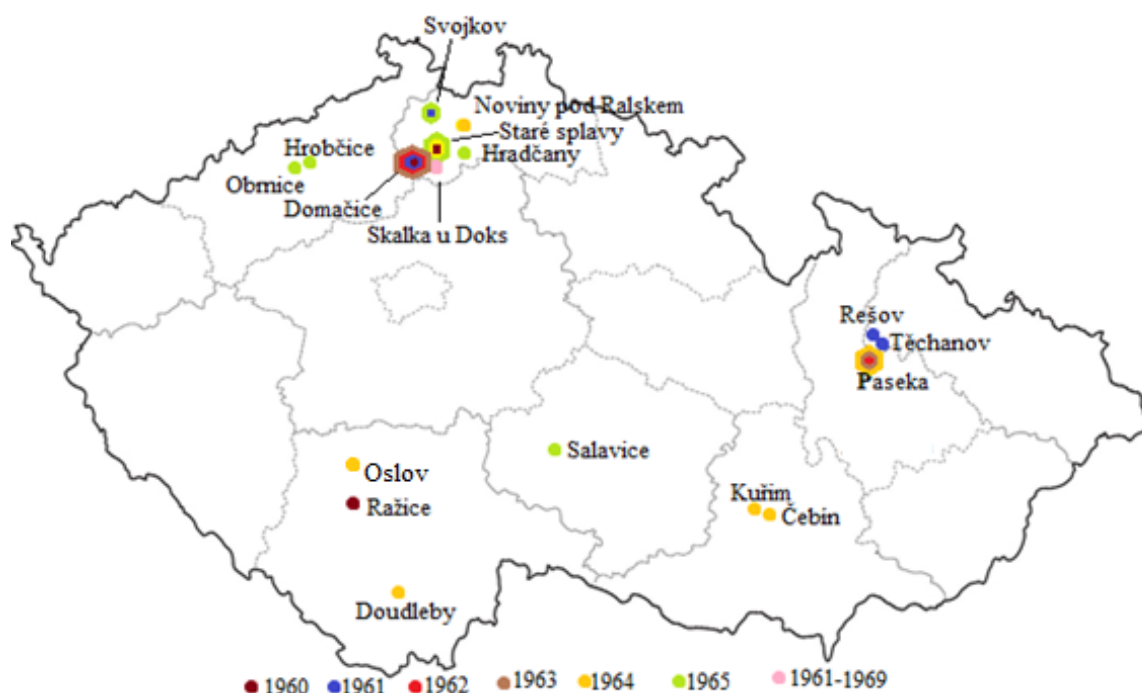 Svojkov
Noviny pod Ralskem
Staré splavy
Hrobčice
Hradčany
Obrnice
Domačice
Skalka u Doks
Rešov
Těchanov
Paseka
Salavice
Oslov
Ražice
Kuřim
Čebin
Doudleby
1960 1961 1962 1963 1964 1965 1961-1969